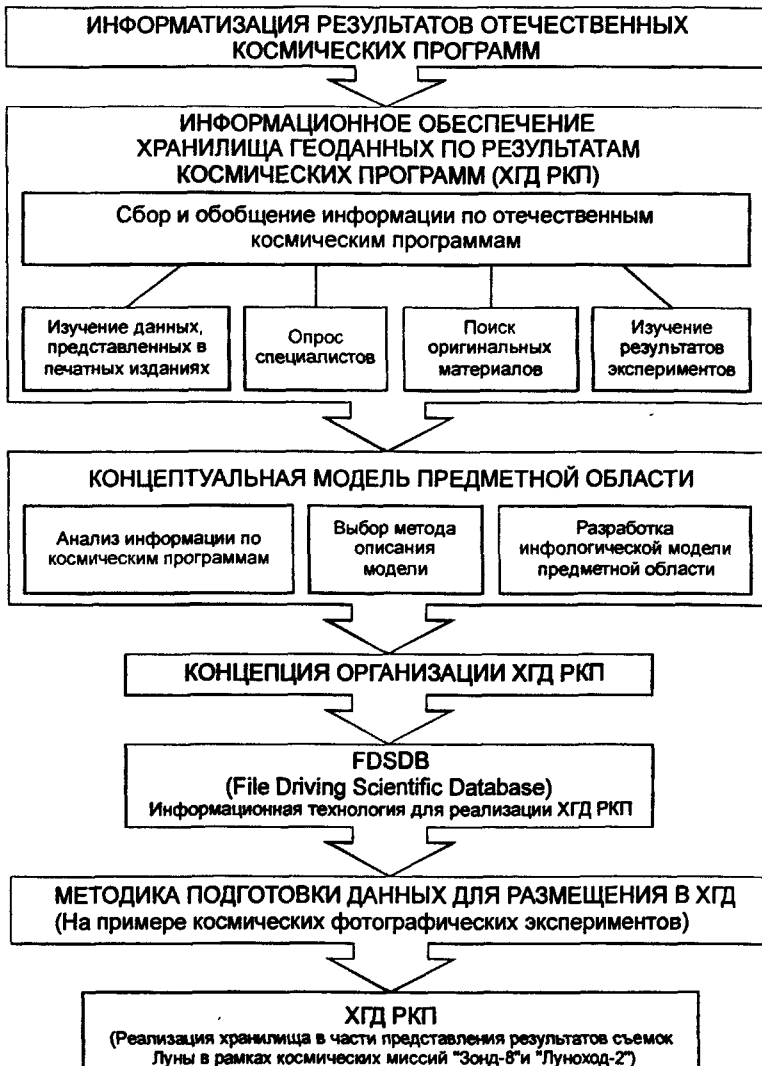 ИНФОРМАТИЗАЦИЯ РЕЗУЛЬТАТОВ ОТЕЧЕСТВЕННЫХ
КОСМИЧЕСКИХ ПРОГРАММ
ИНФОРМАЦИОННОЕ ОБЕСПЕЧЕНИЕ
ХРАНИЛИЩА ГЕОДАННЫХ ПО РЕЗУЛЬТАТАМ
КОСМИЧЕСКИХ ПРОГРАММ (ХГД РКП)
Сбор и обобщение информации по отечественным
космическим программам
Изучение данных,
представленных в
печатных изданиях
Опрос
специалистов
Поиск
оригинальных
материалов
Изучение
результатов
экспериментов
КОНЦЕПТУАЛЬНАЯ МОДЕЛЬ ПРЕДМЕТНОЙ ОБЛАСТИ
Анализ информации по
космическим программам
Выбор метода
описания
модели
Разработка
инфологической модели
предметной области
КОНЦЕПЦИЯ ОРГАНИЗАЦИИ ХГД РКП
FDSDB
(File Driving Scientific Database)
Информационная технология для реализации ХГД РКП
МЕТОДИКА ПОДГОТОВКИ ДАННЫХ ДЛЯ РАЗМЕЩЕНИЯ В ХГД
(На примере космических фотографических экспериментов)
ХГД РКП
(Реализация хранилища в части представления результатов съемок
Луны в рамках космических миссий "Зонд-8"и "Луноход-2")